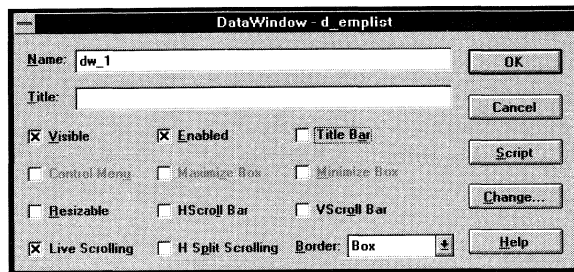 DataWindow - d_emplist
Name: dw_1
OK
Title:
Cancel
Visible Enabled Title Bar
Script
Control Menu Maximize Box Minimize Box
Change...
Resizable HScroll Bar VScroll Bar
Live Scrolling H Split Scrolling Border: Box
Help